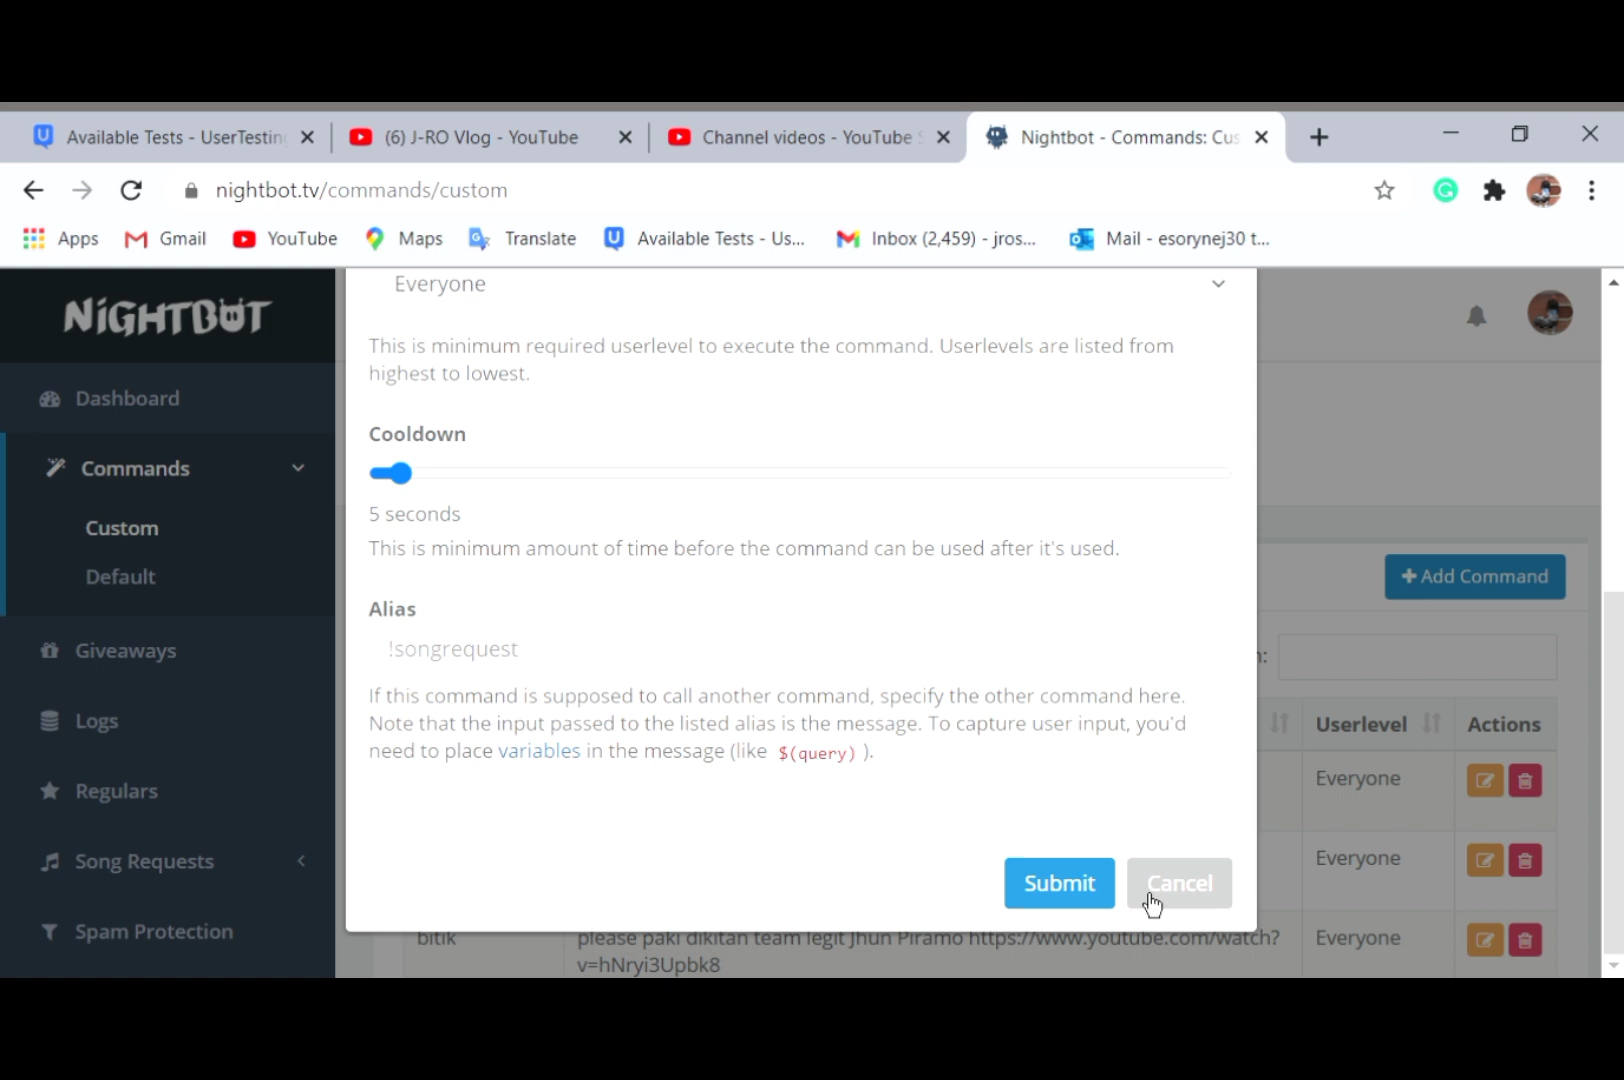 Available Tests - UserTesting
(6) J-RO Vlog - YouTube
Channel videos - YouTube S
Nightbot - Commands: Cus
nightbot.tv/commands/custom
Apps
Gmail
YouTube
Maps
Translate
Available Tests - Us...
Inbox (2,459) - jros...
Mail - esorynej30 t...
NIGHTBOT
Dashboard
Commands
Custom
Default
Giveaways
Logs
Regulars
Song Requests
Spam Protection
Everyone
This is minimum required userlevel to execute the command. Userlevels are listed from
highest to lowest.
Cooldown
5 seconds
This is minimum amount of time before the command can be used after it's used.
Alias
!songrequest
If this command is supposed to call another command, specify the other command here.
Note that the input passed to the listed alias is the message. To capture user input, you'd
need to place variables in the message (like $(query) ).
Submit
Cancel
+ Add Command
Userlevel
Actions
Everyone
Everyone
bitik
please paki dikitan team legit Jhun Piramo https://www.youtube.com/watch?
v=hNryi3Upbk8
Everyone